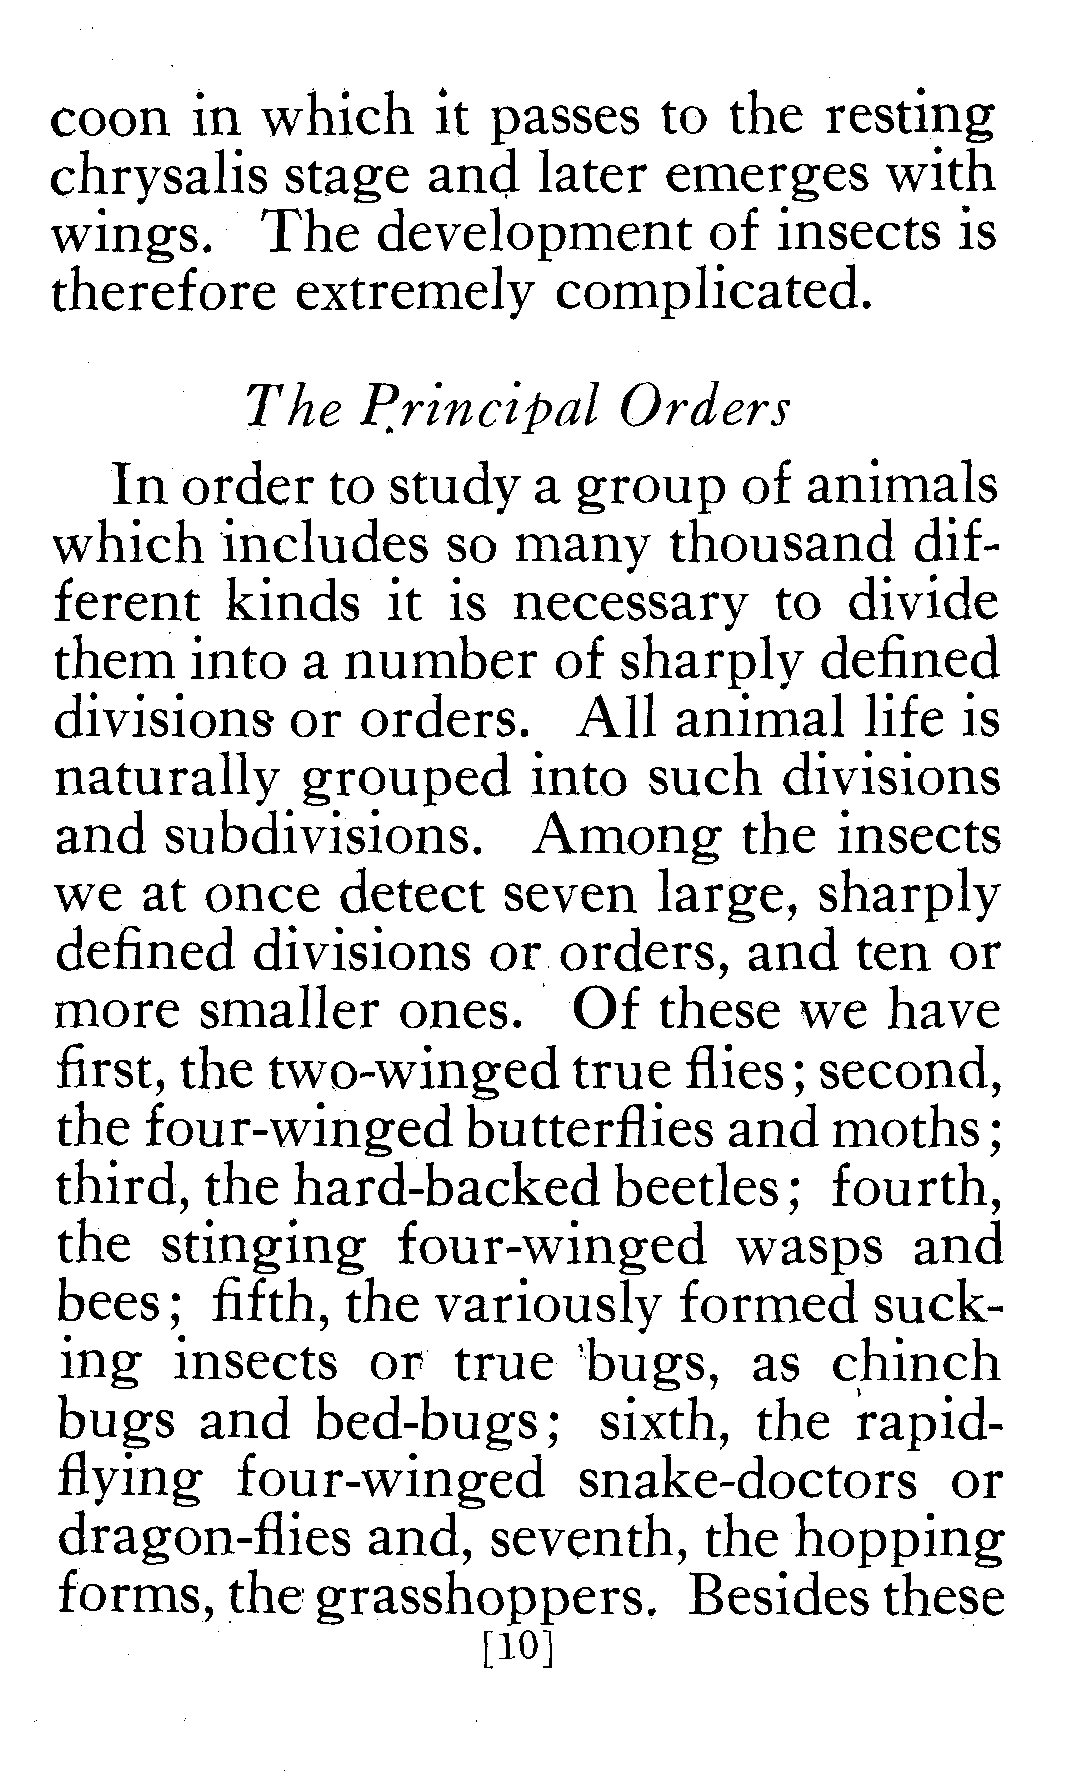 coon in which it passes to the resting
chrysalis stage and later emerges with
wings. The development of insects is
therefore extremely complicated.
The Principal Orders
In order to study a group of animals
which includes so many thousand dif-
ferent kinds it is necessary to divide
them into a number of sharply defined
divisions or orders. All animal life is
naturally grouped into such divisions
and subdivisions. Among the insects
we at once detect seven large, sharply
defined divisions or orders, and ten or
more smaller ones. Of these we have
first, the two-winged true flies; second,
the four-winged butterflies and moths;
third, the hard-backed beetles; fourth,
the stinging four-winged wasps and
bees; fifth, the variously formed suck-
ing insects or true bugs, as chinch
bugs and bed-bugs; sixth, the rapid-
flying four-winged snake-doctors or
dragon-flies and, seventh, the hopping
forms, the grasshoppers. Besides these
[10]